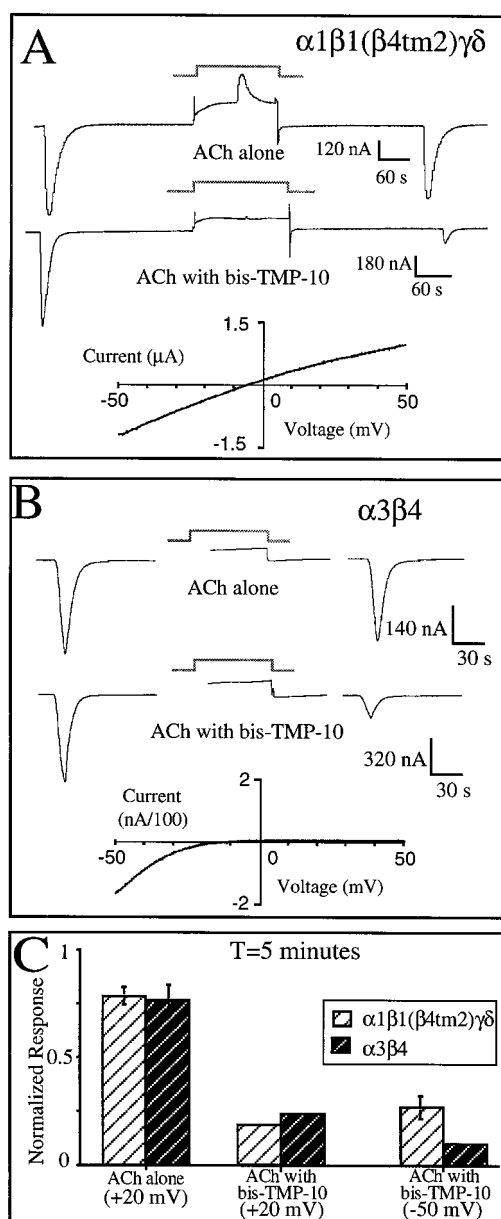 A
α1β1(β4tm2)γδ
ACh alone
120 nA
60 s
ACh with bis-TMP-10
180 nA
60 s
1.5
Current (μA)
-50
0
50
-1.5
Voltage (mV)
B
α3β4
ACh alone
140 nA
30 s
ACh with bis-TMP-10
320 nA
30 s
2
Current
(nA/100)
-50
0
50
-2
Voltage (mV)
C
T=5 minutes
1
Normalized Response
0.5
0
α1β1(β4tm2)γδ
α3β4
ACh alone
(+20 mV)
ACh with
bis-TMP-10
(+20 mV)
ACh with
bis-TMP-10
(-50 mV)